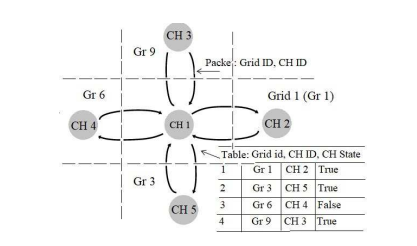 CH 3
Gr 9
Packe: Grid ID, CH ID
Gr 6
Grid 1 (Gr 1)
CH 4
CH 1
CH 2
Table: Grid id, CH ID, CH State
1 Gr 1 CH 2 True
2 Gr 3 CH 5 True
3 Gr 6 CH 4 False
4 Gr 9 CH 3 True
Gr 3
CH 5